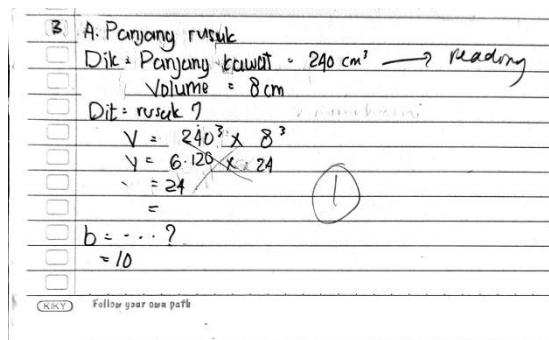 3 A. Panjang rusuk
Dik : Panjang kawat = 240 cm³ → reading
Volume = 8 cm
Dit : rusuk ?
V = 240³ x 8³
V = 6.120 x 24
= 24
=
1
b = .... ?
= 10
KIKY Follow your own path